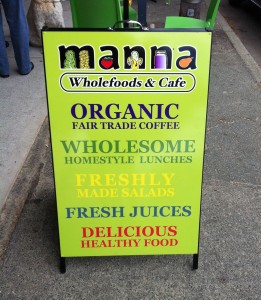 manna
Wholefoods & Cafe
ORGANIC
FAIR TRADE COFFEE
WHOLESOME
HOMESTYLE LUNCHES
FRESHLY
MADE SALADS
FRESH JUICES
DELICIOUS
HEALTHY FOOD